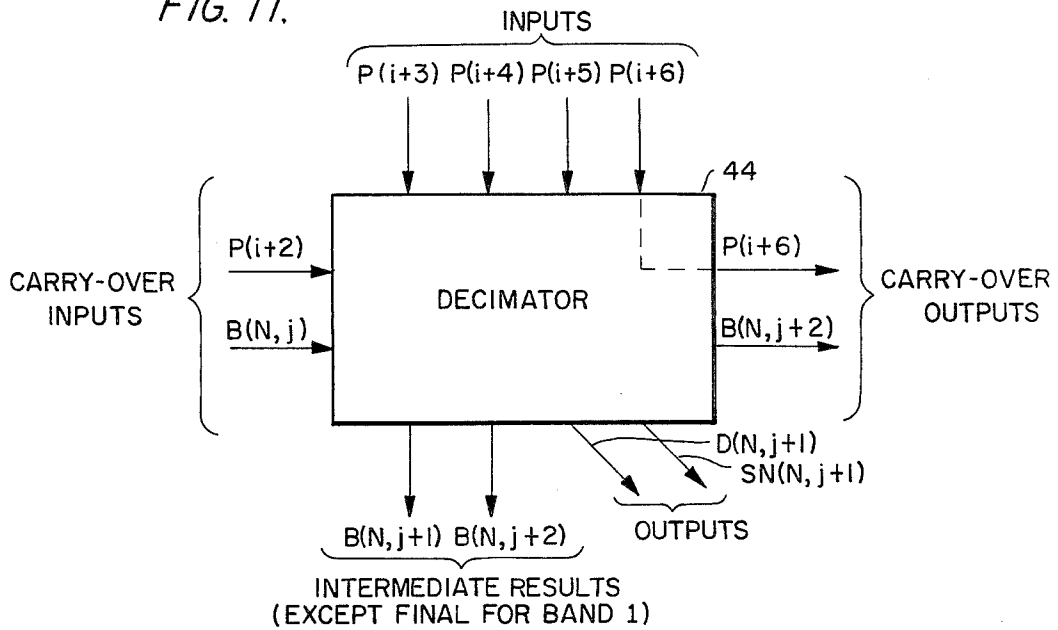 FIG. 11.
INPUTS
P(i+3) P(i+4) P(i+5) P(i+6)
44
P(i+2)
P(i+6)
CARRY-OVER
INPUTS
DECIMATOR
CARRY-OVER
OUTPUTS
B(N,j)
B(N,j+2)
D(N,j+1)
SN(N,j+1)
OUTPUTS
B(N,j+1) B(N,j+2)
INTERMEDIATE RESULTS
(EXCEPT FINAL FOR BAND 1)